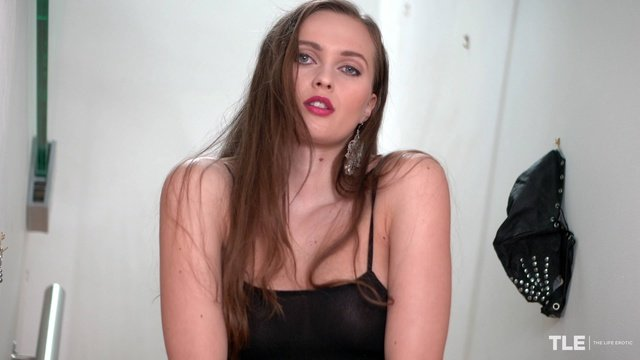 TLE | THE LIFE EROTIC